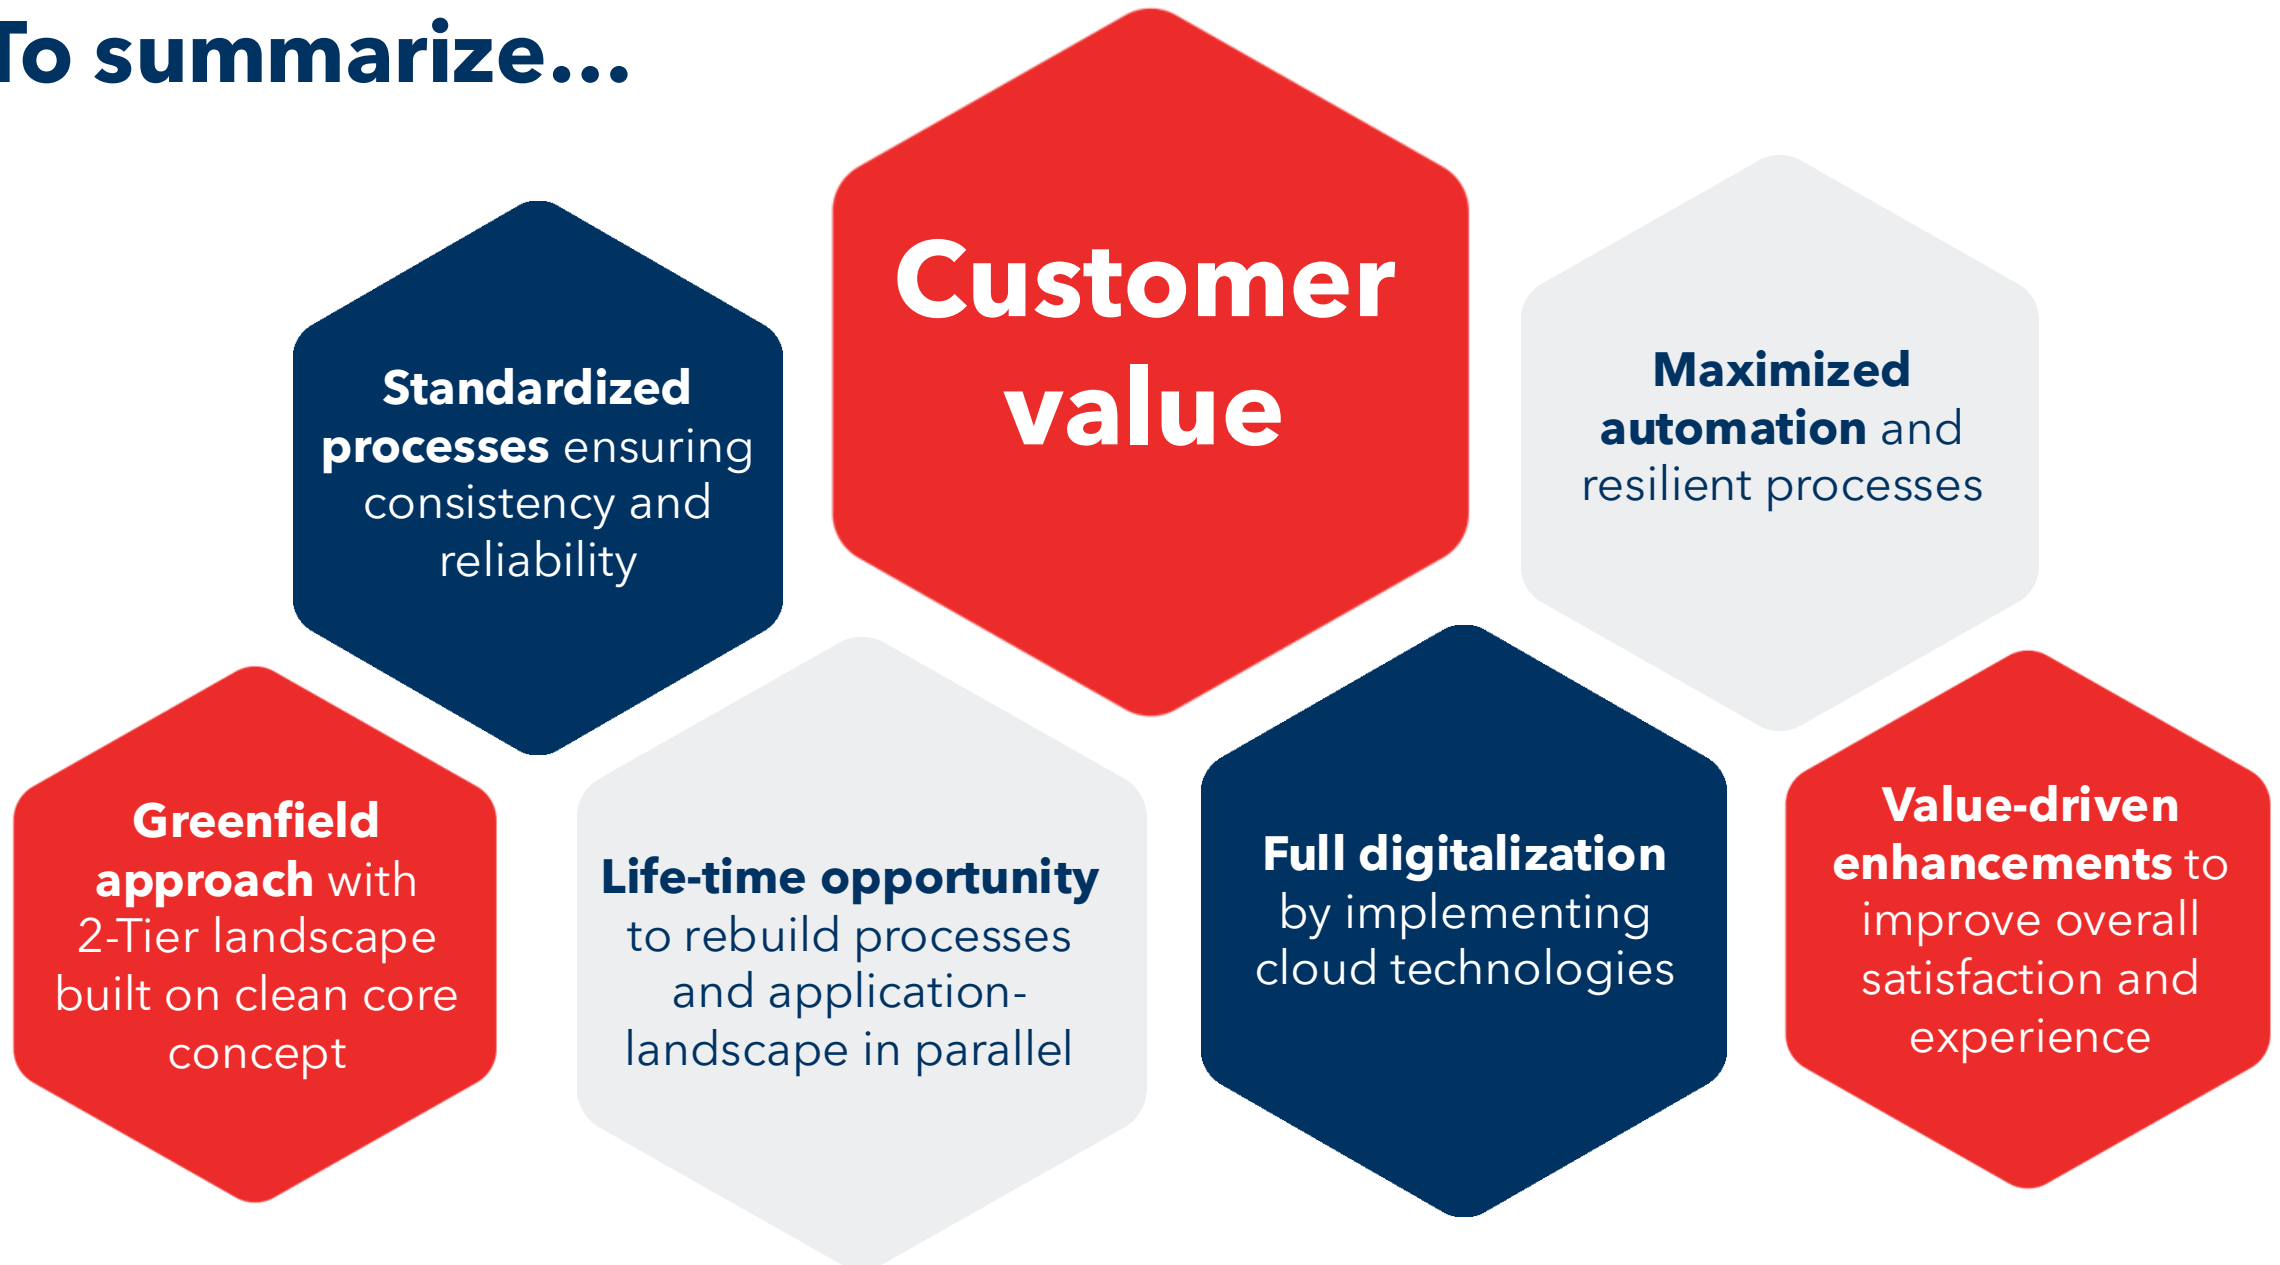 To summarize...
Customer
value
Standardized
processes ensuring
consistency and
reliability
Maximized
automation and
resilient processes
Greenfield
approach with
2-Tier landscape
built on clean core
concept
Life-time opportunity
to rebuild processes
and application-
landscape in parallel
Full digitalization
by implementing
cloud technologies
Value-driven
enhancements to
improve overall
satisfaction and
experience